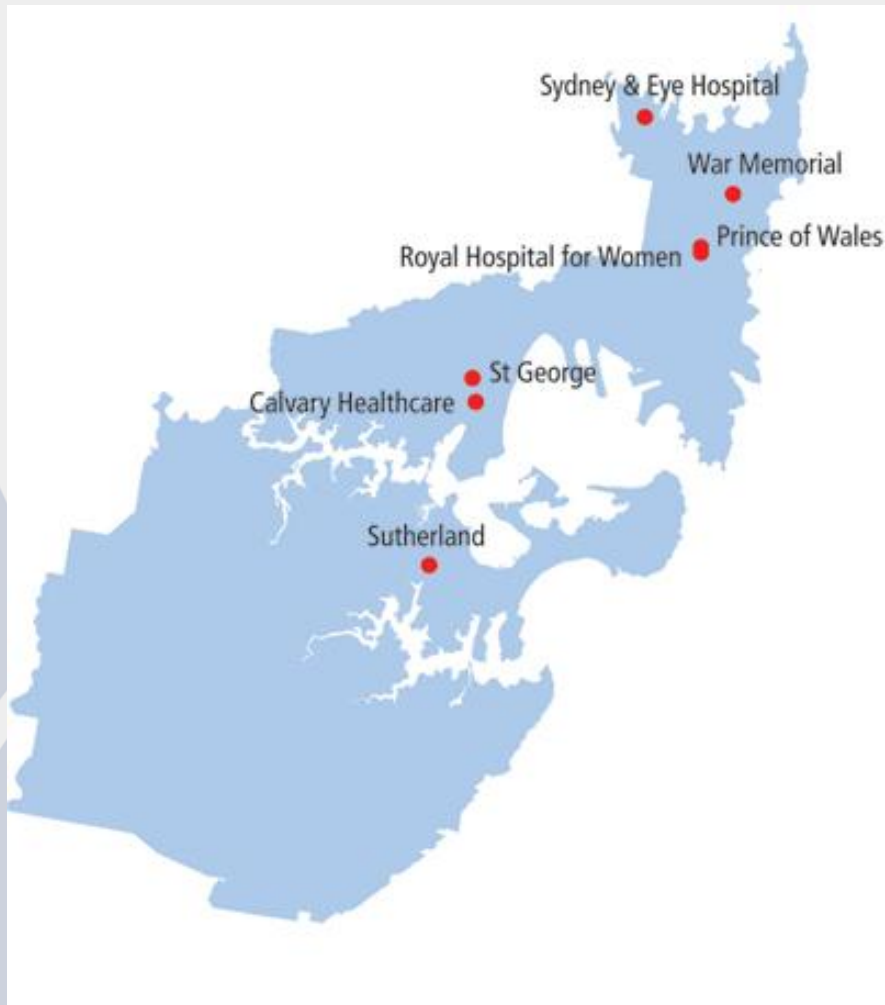 Sydney & Eye Hospital
War Memorial
Prince of Wales
Royal Hospital for Women
St George
Calvary Healthcare
Sutherland